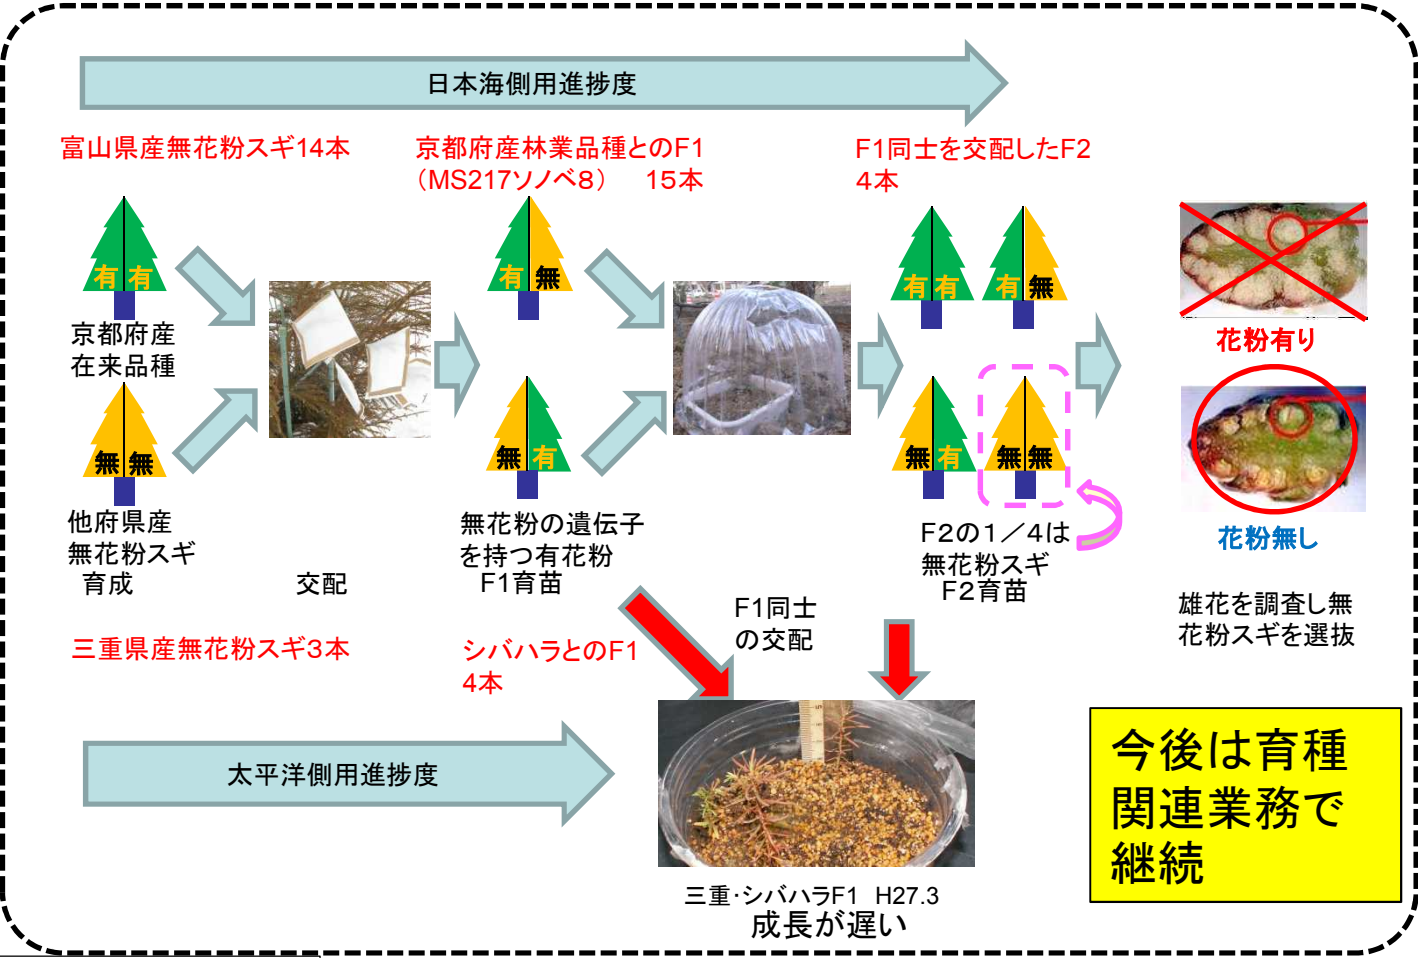 日本海側用進捗度
富山県産無花粉スギ14本
京都府産林業品種とのF1
（MS217ソノベ8）　15本
F1同士を交配したF2
4本
有 有
有 無
有 有
有 無
京都府産
在来品種
花粉有り
無 無
無 有
無 有
無 無
他府県産
無花粉スギ
育成
交配
無花粉の遺伝子
を持つ有花粉
F1育苗
F2の1／4は
無花粉スギ
F2育苗
花粉無し
F1同士
の交配
雄花を調査し無
花粉スギを選抜
三重県産無花粉スギ3本
シバハラとのF1
4本
太平洋側用進捗度
今後は育種
関連業務で
継続
三重・シバハラF1　H27.3
成長が遅い